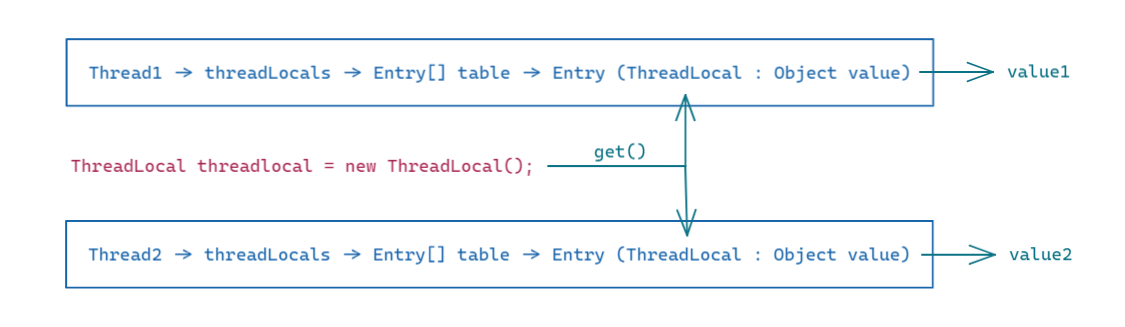 Thread1 → threadLocals → Entry[] table → Entry (ThreadLocal : Object value) value1
ThreadLocal threadlocal = new ThreadLocal(); get()
Thread2 → threadLocals → Entry[] table → Entry (ThreadLocal : Object value) value2